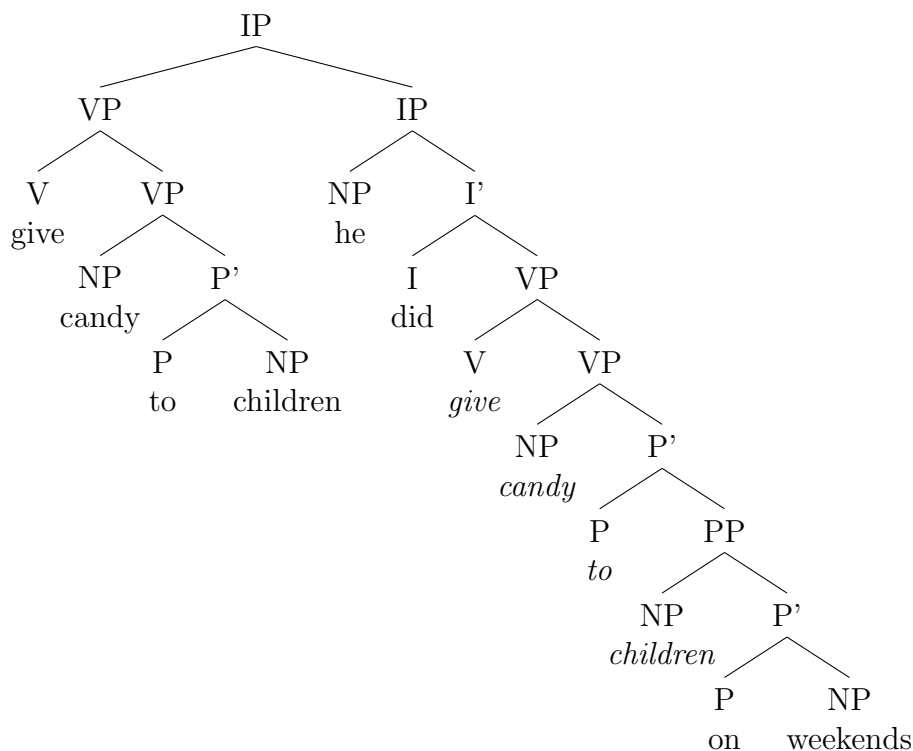 IP
VP IP
V VP NP I'
give he
NP P' I VP
candy did
P NP V VP
to children give
NP P'
candy
P PP
to
NP P'
children
P NP
on weekends